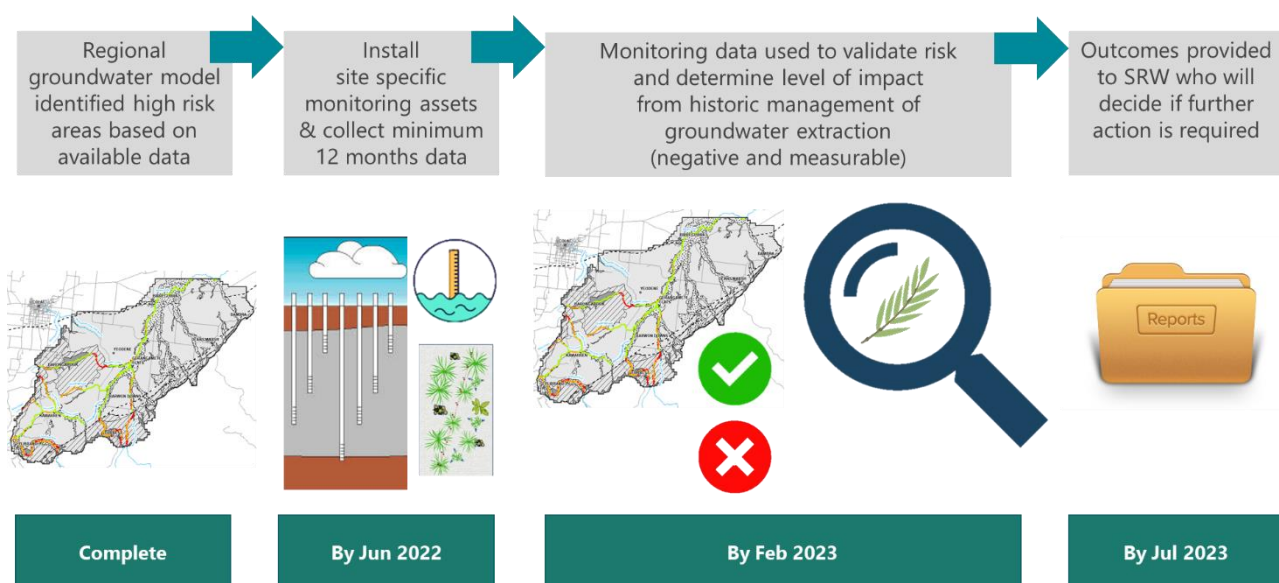 Regional
groundwater model
identified high risk
areas based on
available data
Install
site specific
monitoring assets
& collect minimum
12 months data
Monitoring data used to validate risk
and determine level of impact
from historic management of
groundwater extraction
(negative and measurable)
Outcomes provided
to SRW who will
decide if further
action is required
Reports
Complete
By Jun 2022
By Feb 2023
By Jul 2023